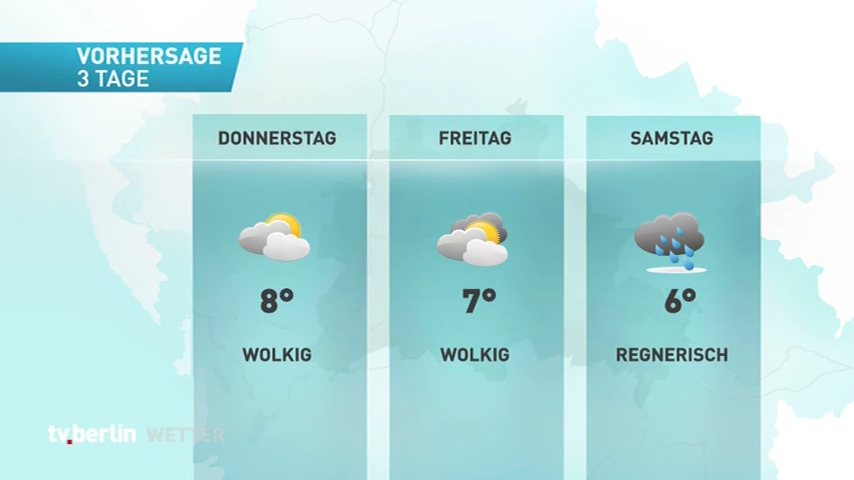 VORHERSAGE
3 TAGE
DONNERSTAG
FREITAG
SAMSTAG
8°
7°
6°
WOLKIG
WOLKIG
REGNERISCH
tv.berlin WETTER